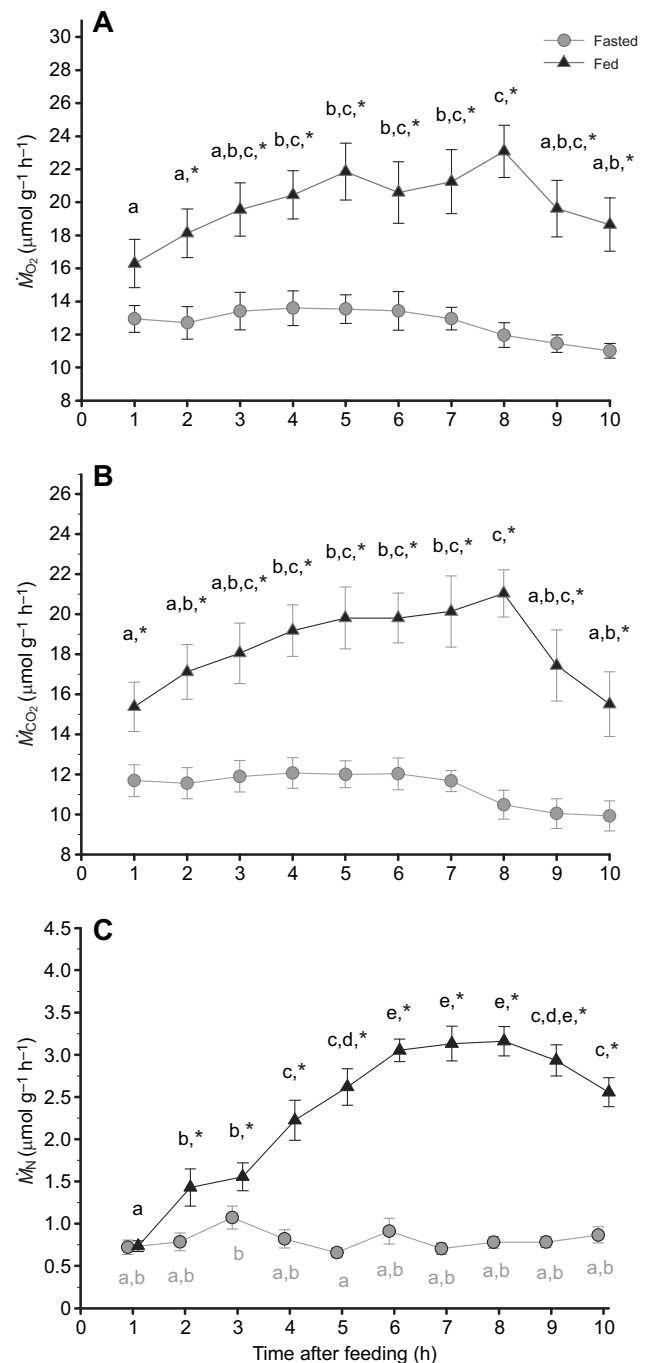 A
Fasted
Fed
30
28
26
24
22
20
18
16
14
12
10
8
ṀO₂ (µmol g⁻¹ h⁻¹)
a
a,*
a,b,c,*
b,c,*
b,c,*
b,c,*
b,c,*
c,*
a,b,c,*
a,b,*
0 1 2 3 4 5 6 7 8 9 10
B
26
24
22
20
18
16
14
12
10
8
ṀCO₂ (µmol g⁻¹ h⁻¹)
a,*
a,b,*
a,b,c,*
b,c,*
b,c,*
b,c,*
b,c,*
c,*
a,b,c,*
a,b,*
0 1 2 3 4 5 6 7 8 9 10
C
4.5
4.0
3.5
3.0
2.5
2.0
1.5
1.0
0.5
0
ṀN (µmol g⁻¹ h⁻¹)
a
b,*
b,*
c,*
c,d,*
e,*
e,*
e,*
c,d,e,*
c,*
a,b
a,b
b
a,b
a
a,b
a,b
a,b
a,b
a,b
0 1 2 3 4 5 6 7 8 9 10
Time after feeding (h)